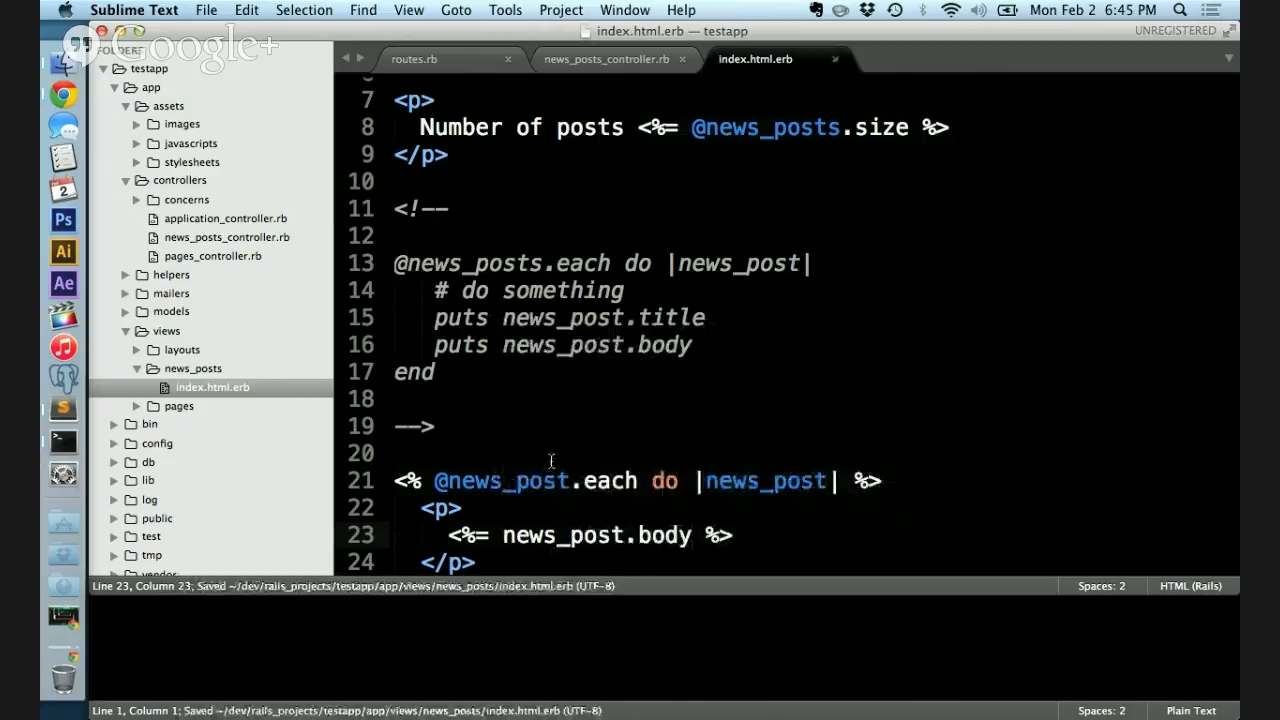 Sublime Text File Edit Selection Find View Goto Tools Project Window Help Mon Feb 2 6:45 PM
index.html.erb — testapp UNREGISTERED
Google+
FOLDERS
routes.rb × news_posts_controller.rb × index.html.erb ×
testapp
app
assets
images
javascripts
stylesheets
controllers
concerns
application_controller.rb
news_posts_controller.rb
pages_controller.rb
helpers
mailers
models
views
layouts
news_posts
index.html.erb
pages
bin
config
db
lib
log
public
test
tmp
vendor
7 <p>
8 Number of posts <%= @news_posts.size %>
9 </p>
10
11 <!--
12
13 @news_posts.each do |news_post|
14 # do something
15 puts news_post.title
16 puts news_post.body
17 end
18
19 -->
20
21 <% @news_post.each do |news_post| %>
22 <p>
23 <%= news_post.body %>
24 </p>
2
Ps
Ai
Ae
Line 23, Column 23; Saved ~/dev/rails_projects/testapp/app/views/news_posts/index.html.erb (UTF-8) Spaces: 2 HTML (Rails)
Line 1, Column 1; Saved ~/dev/rails_projects/testapp/app/views/news_posts/index.html.erb (UTF-8) Spaces: 2 Plain Text